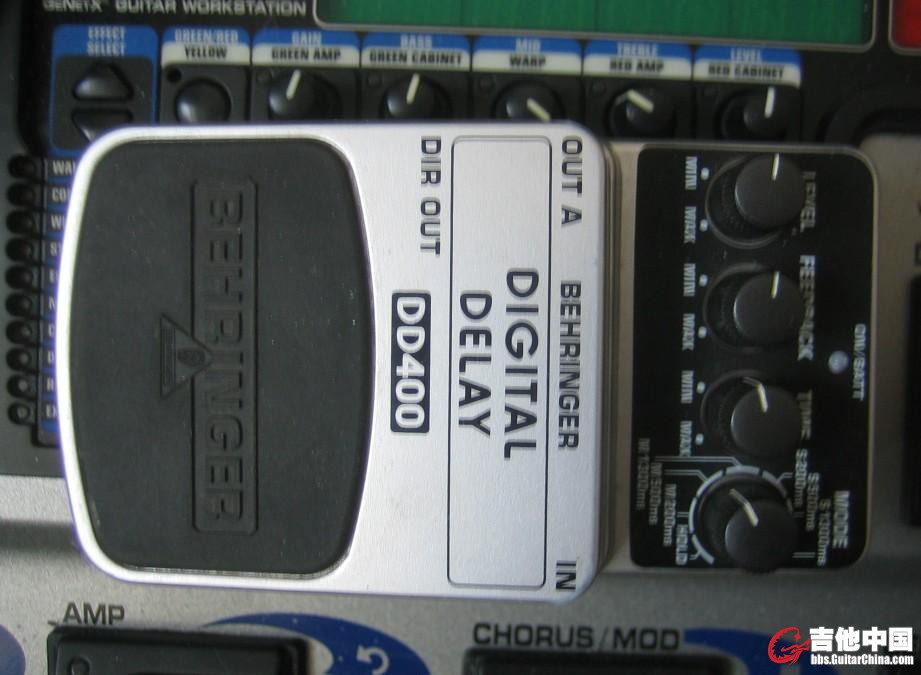 GENETX GUITAR WORKSTATION
EFFECT
SELECT
GREEN/RED
YELLOW
GAIN
GREEN AMP
BASS
GREEN CABINET
MID
WARP
TREBLE
RED AMP
LEVEL
RED CABINET
LEVEL
MIN
MAX
FEEDBACK
MIN
MAX
TIME
MIN
MAX
MODE
HOLD
ON/BATT
OUT A
BEHRINGER
IN
DIGITAL
DELAY
DIR OUT
DD400
BEHRINGER
AMP
CHORUS/MOD
吉他中国
bbs.GuitarChina.com